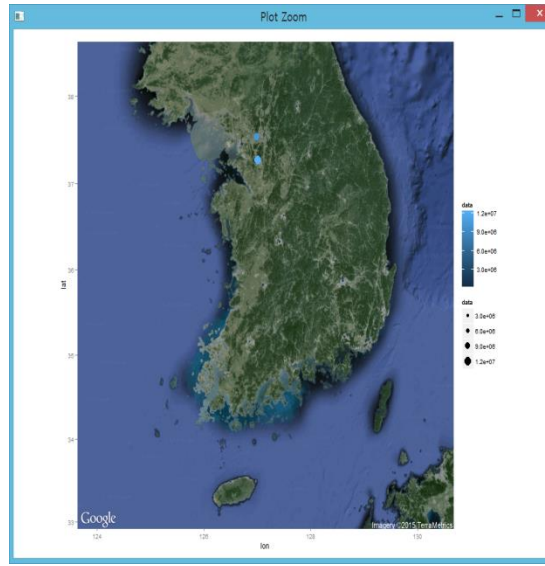 Plot Zoom
38
37
36
35
34
33
lat
124
126
128
130
lon
Google
Imagery ©2015 TerraMetrics
data
1.2e+07
9.0e+06
6.0e+06
3.0e+06
data
3.0e+06
6.0e+06
9.0e+06
1.2e+07